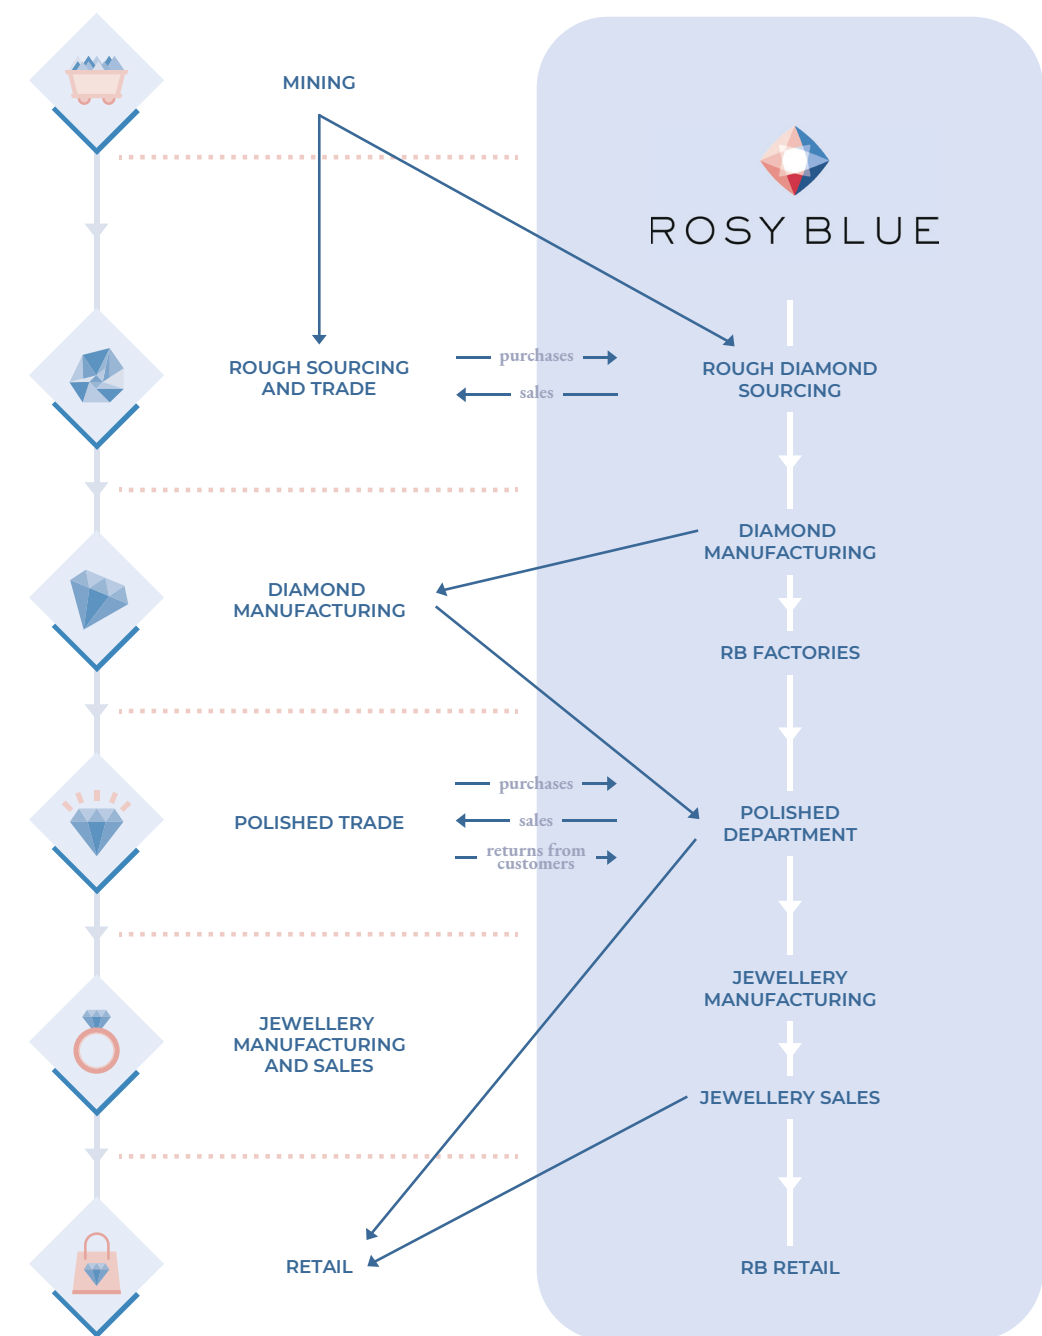 MINING
ROSY BLUE
ROUGH SOURCING
AND TRADE
purchases
sales
ROUGH DIAMOND
SOURCING
DIAMOND
MANUFACTURING
DIAMOND
MANUFACTURING
RB FACTORIES
POLISHED TRADE
purchases
sales
returns from
customers
POLISHED
DEPARTMENT
JEWELLERY
MANUFACTURING
JEWELLERY
MANUFACTURING
AND SALES
JEWELLERY SALES
RETAIL
RB RETAIL